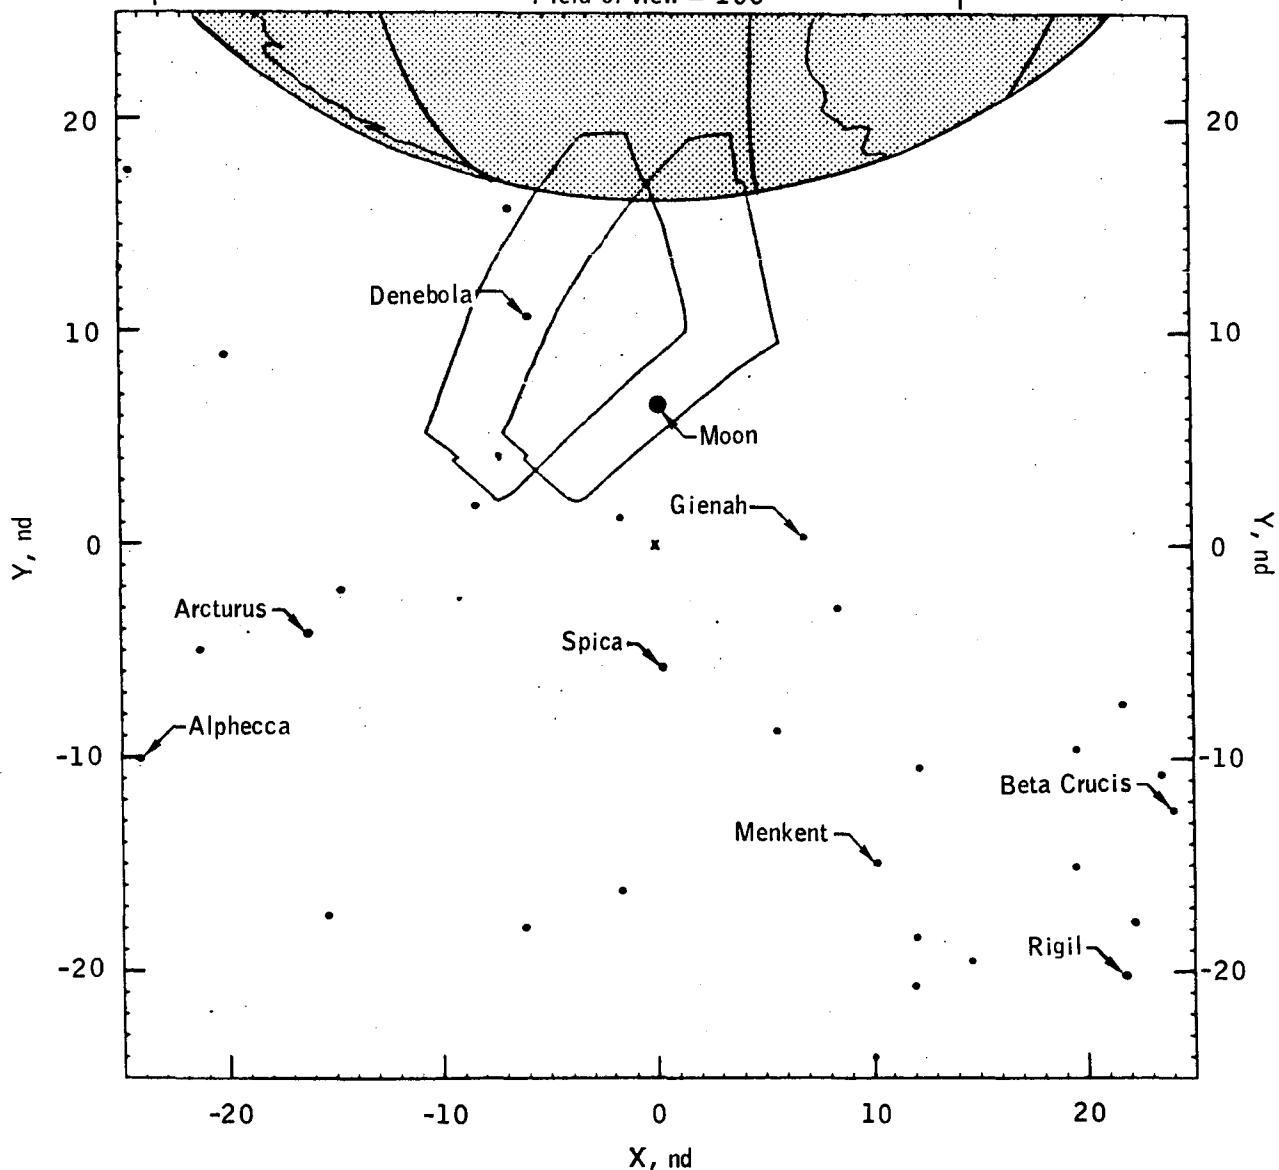 Field of view = 100
20
20
Denebola
10
10
Moon
Gienah
Y, nd
0
x
0
Y, nd
Arcturus
Spica
Alphecca
-10
-10
Beta Crucis
Menkent
Rigil
-20
-20
-20
-10
0
10
20
X, nd